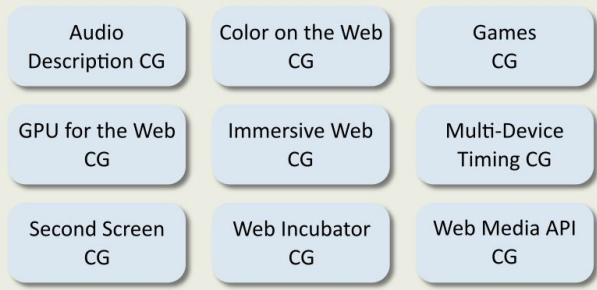 Audio
Description CG
Color on the Web
CG
Games
CG
GPU for the Web
CG
Immersive Web
CG
Multi-Device
Timing CG
Second Screen
CG
Web Incubator
CG
Web Media API
CG